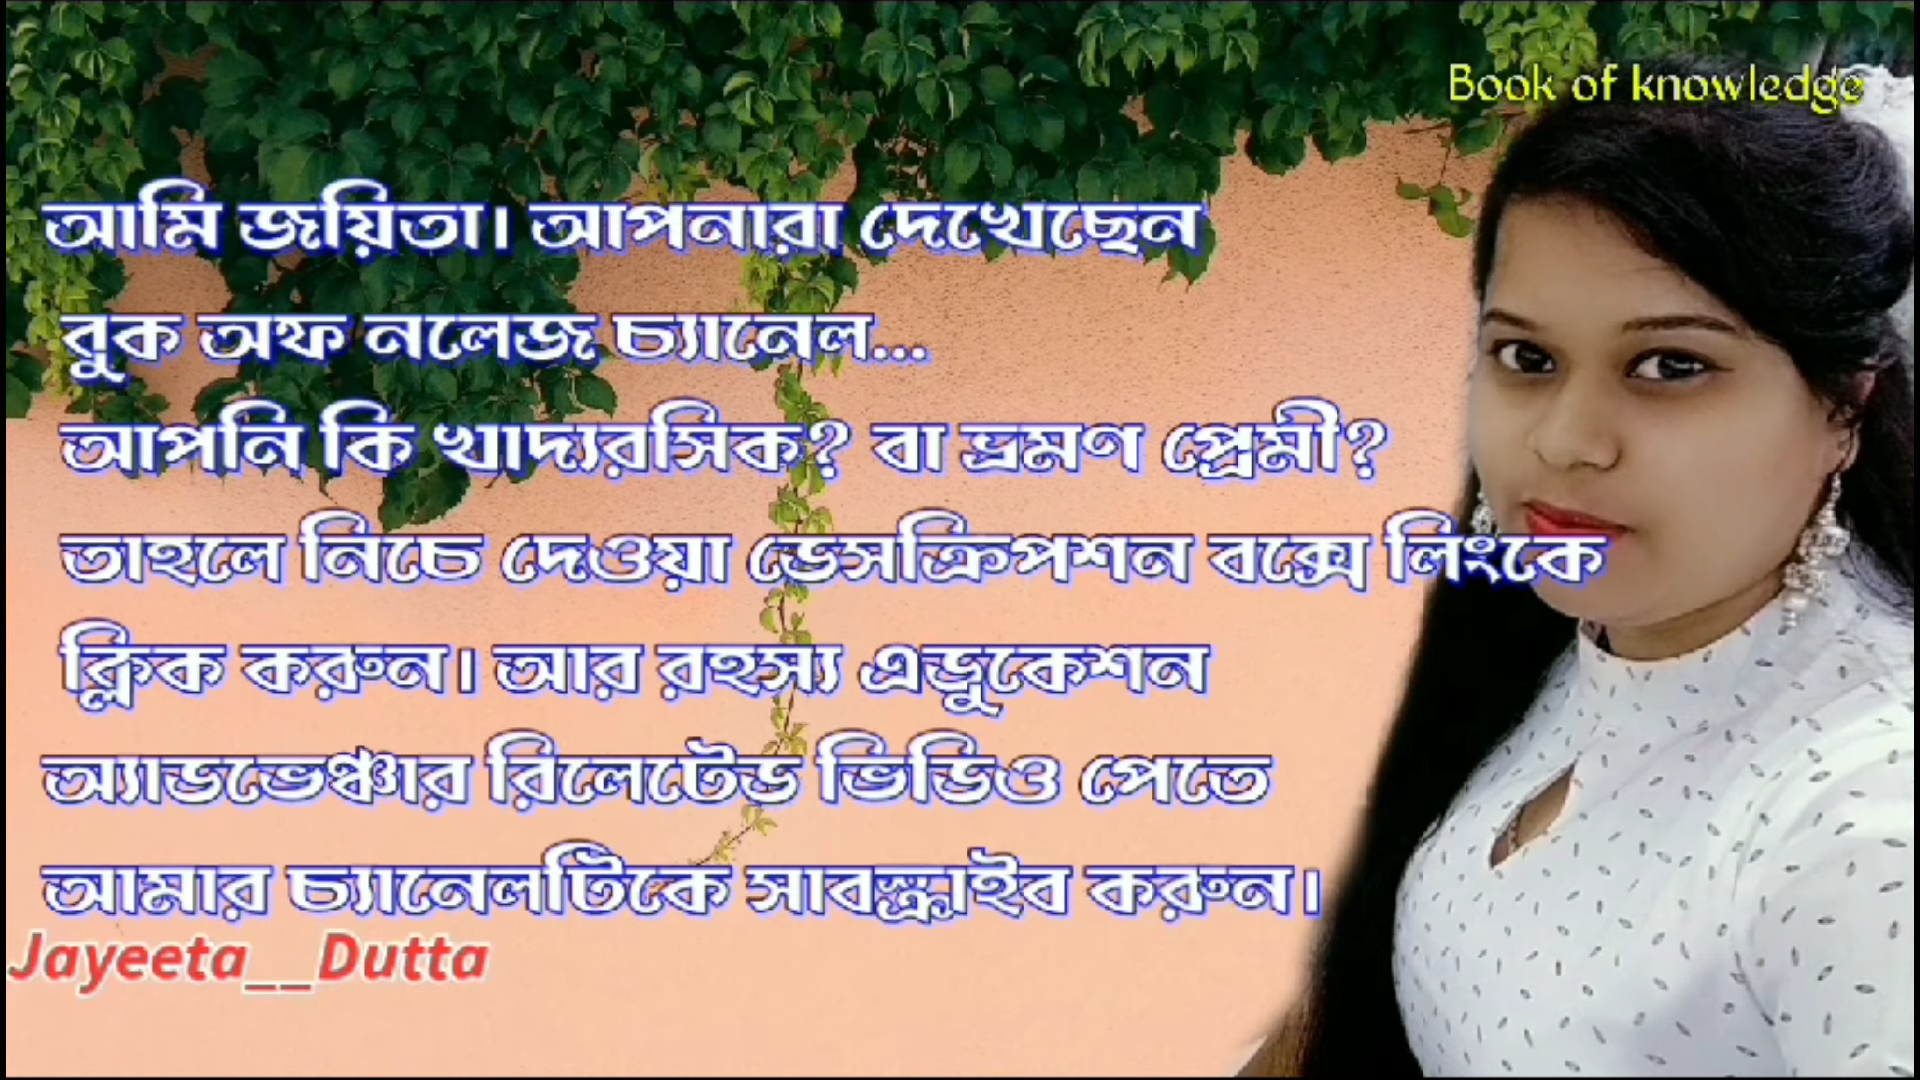 Book of knowledge
আমি জয়িতা। আপনারা দেখেছেন
বুক অফ নলেজ চ্যানেল...
আপনি কি খাদ্যরসিক? বা ভ্রমণ প্রেমী?
তাহলে নিচে দেওয়া ডেসক্রিপশন বক্সে লিংকে
ক্লিক করুন। আর রহস্য এডুকেশন
অ্যাডভেঞ্চার রিলেটেড ভিডিও পেতে
আমার চ্যানেলটিকে সাবস্ক্রাইব করুন।
Jayeeta__Dutta